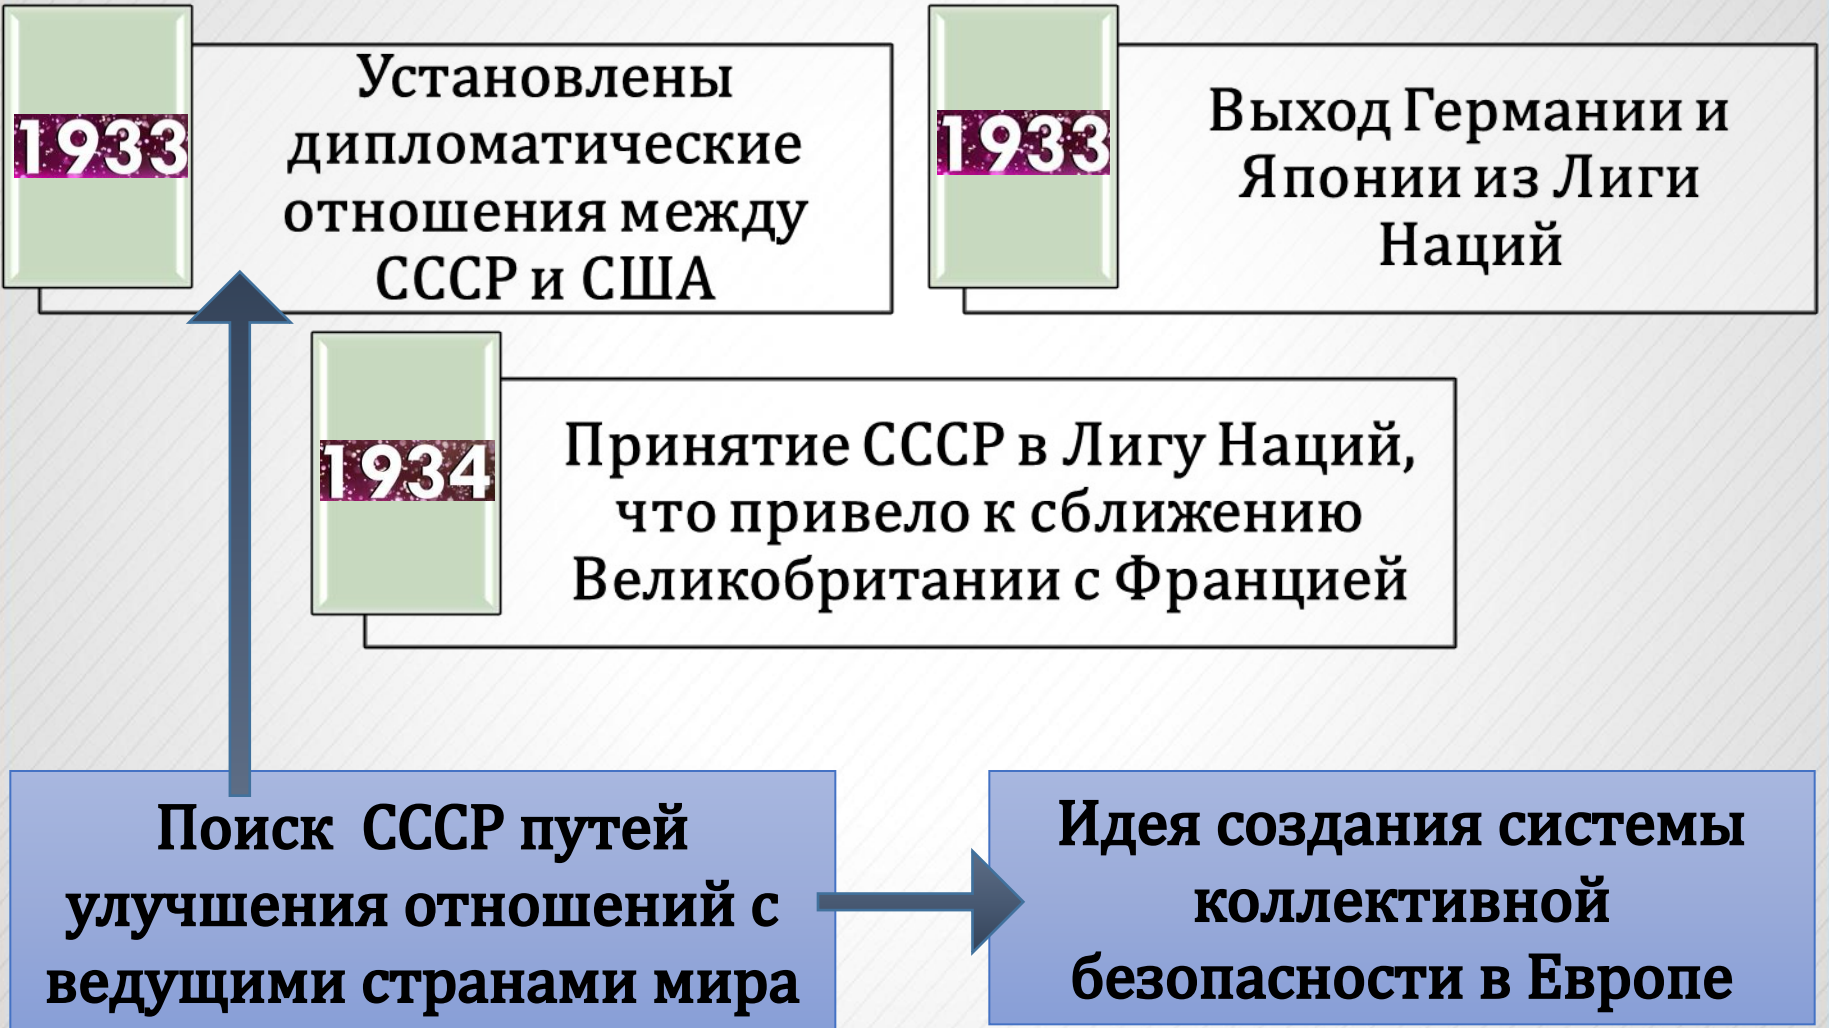 1933
Установлены
дипломатические
отношения между
СССР и США
1933
Выход Германии и
Японии из Лиги
Наций
1934
Принятие СССР в Лигу Наций,
что привело к сближению
Великобритании с Францией
Поиск СССР путей
улучшения отношений с
ведущими странами мира
Идея создания системы
коллективной
безопасности в Европе